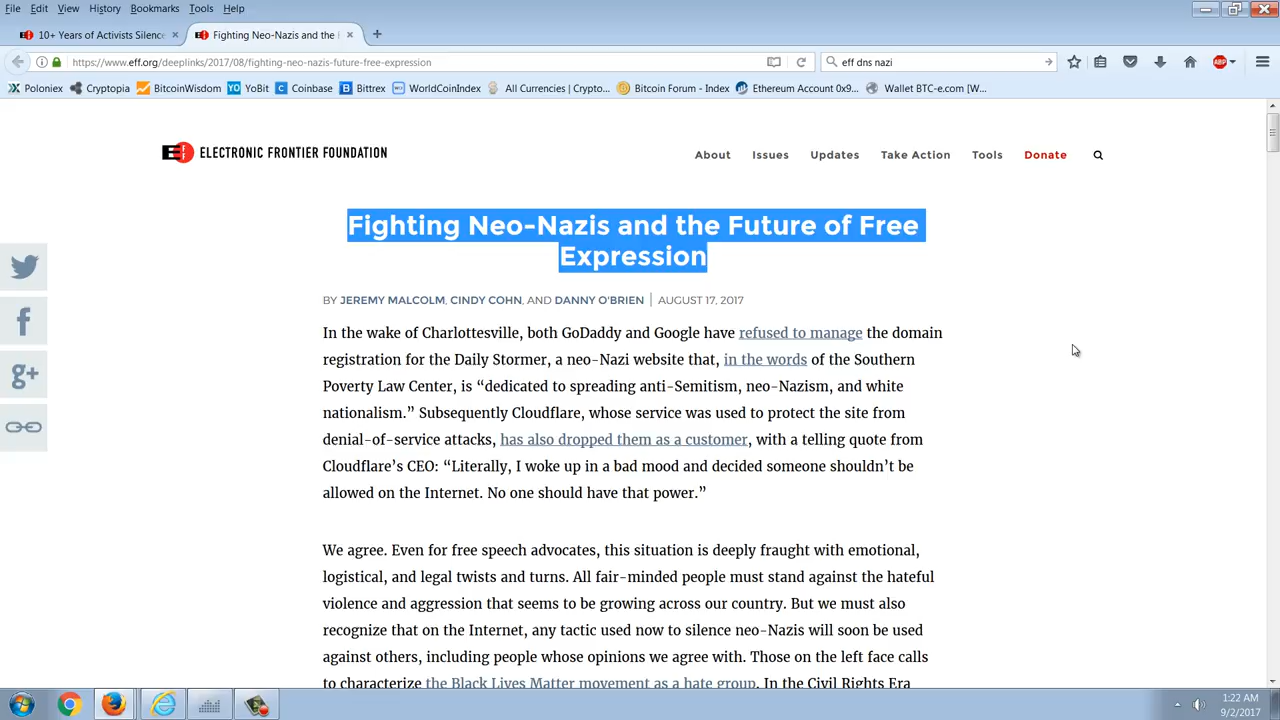 File Edit View History Bookmarks Tools Help
10+ Years of Activists Silence × Fighting Neo-Nazis and the × +
https://www.eff.org/deeplinks/2017/08/fighting-neo-nazis-future-free-expression eff dns nazi ABP
Poloniex Cryptopia BitcoinWisdom YO YoBit C Coinbase B Bittrex WorldCoinIndex All Currencies (Crypto... Bitcoin Forum - Index Ethereum Account 0x9... Wallet BTC-e.com [W...
EFF ELECTRONIC FRONTIER FOUNDATION
About Issues Updates Take Action Tools Donate
Fighting Neo-Nazis and the Future of Free
Expression
BY JEREMY MALCOLM, CINDY COHN, AND DANNY O'BRIEN | AUGUST 17, 2017
In the wake of Charlottesville, both GoDaddy and Google have refused to manage the domain
registration for the Daily Stormer, a neo-Nazi website that, in the words of the Southern
Poverty Law Center, is “dedicated to spreading anti-Semitism, neo-Nazism, and white
nationalism.” Subsequently Cloudflare, whose service was used to protect the site from
denial-of-service attacks, has also dropped them as a customer, with a telling quote from
Cloudflare’s CEO: “Literally, I woke up in a bad mood and decided someone shouldn’t be
allowed on the Internet. No one should have that power.”
We agree. Even for free speech advocates, this situation is deeply fraught with emotional,
logistical, and legal twists and turns. All fair-minded people must stand against the hateful
violence and aggression that seems to be growing across our country. But we must also
recognize that on the Internet, any tactic used now to silence neo-Nazis will soon be used
against others, including people whose opinions we agree with. Those on the left face calls
to characterize the Black Lives Matter movement as a hate group. In the Civil Rights Era
g+
1:22 AM
9/2/2017